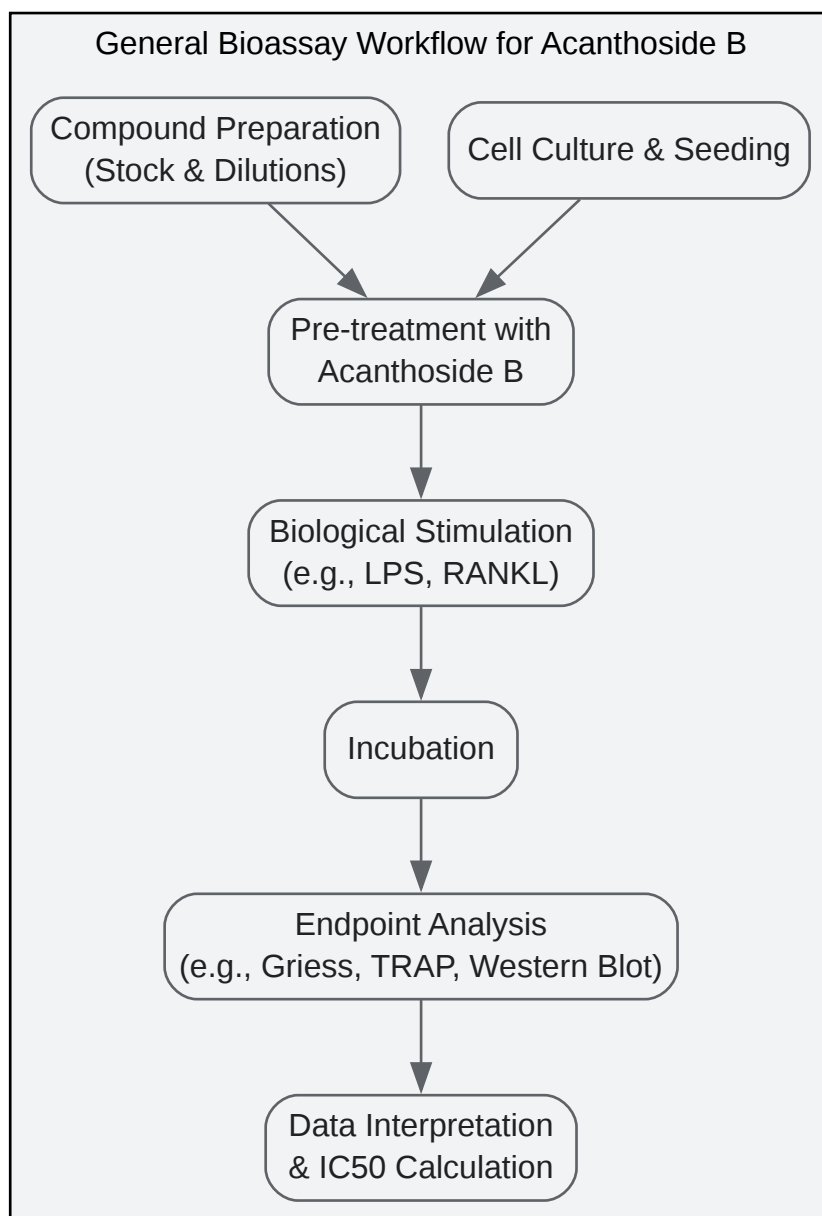 General Bioassay Workflow for Acanthoside B
Compound Preparation
(Stock & Dilutions)
Cell Culture & Seeding
Pre-treatment with
Acanthoside B
Biological Stimulation
(e.g., LPS, RANKL)
Incubation
Endpoint Analysis
(e.g., Griess, TRAP, Western Blot)
Data Interpretation
& IC50 Calculation